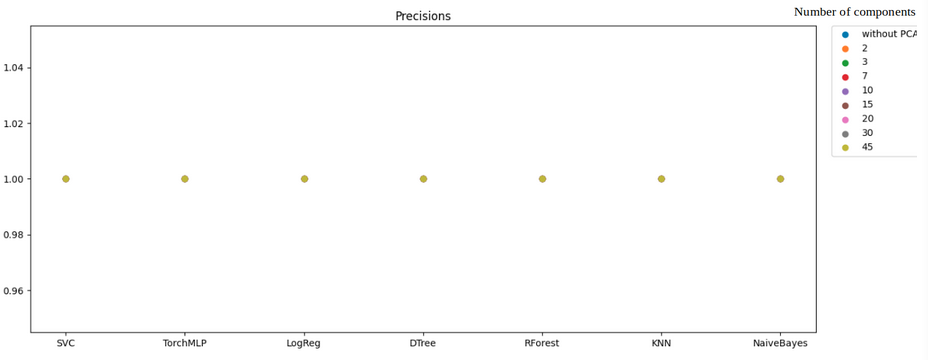 Precisions
Number of components
without PCA
2
3
7
10
15
20
30
45
1.04
1.02
1.00
0.98
0.96
SVC
TorchMLP
LogReg
DTree
RForest
KNN
NaiveBayes